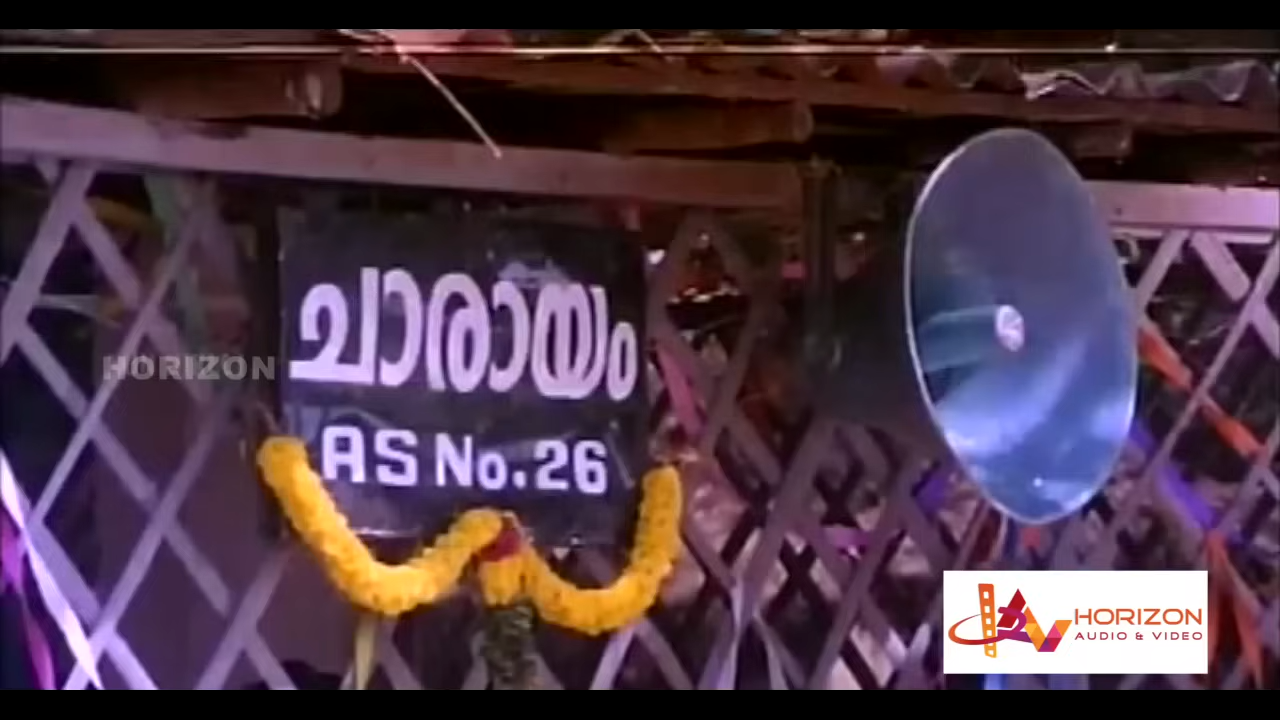 ചാരായം
HORIZON
AS No.26
HORIZON
AUDIO & VIDEO